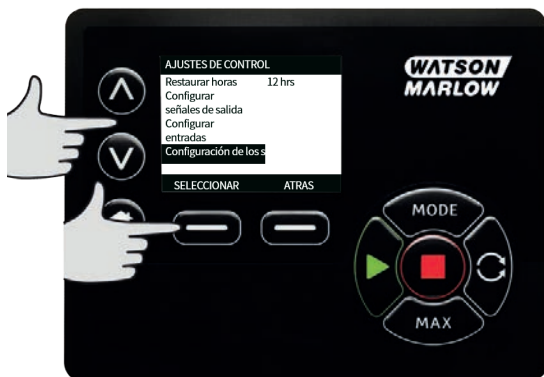 AJUSTES DE CONTROL
Restaurar horas 12 hrs
Configurar
señales de salida
Configurar
entradas
Configuración de los s
SELECCIONAR ATRAS
WATSON
MARLOW
MODE
MAX